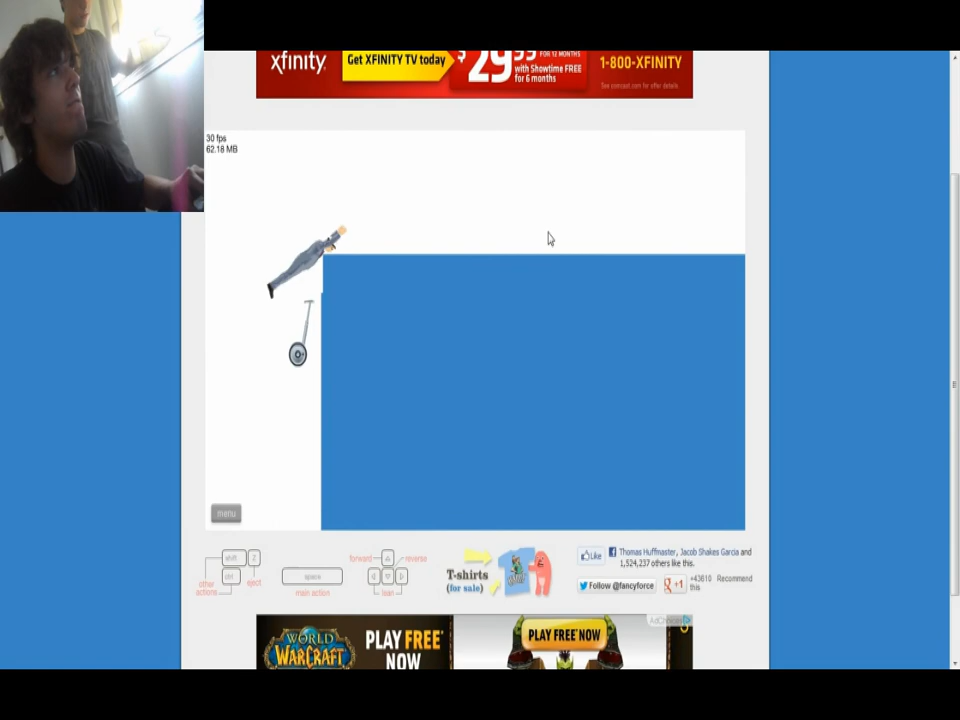 xfinity.
Get XFINITY TV today
$29.99
FOR 12 MONTHS
with Showtime FREE
for 6 months
1-800-XFINITY
30 fps
62.18 MB
menu
shift
Z
ctrl
other
actions
eject
space
main action
forward
reverse
lean
T-shirts
(for sale)
Like
Thomas Huffmaster, Jacob Shakes Garcia and
1,524,237 others like this.
Follow @fancyforce
+1
+43610 Recommend
this
AdChoices
WORLD
WARCRAFT
PLAY FREE*
NOW
PLAY FREE* NOW